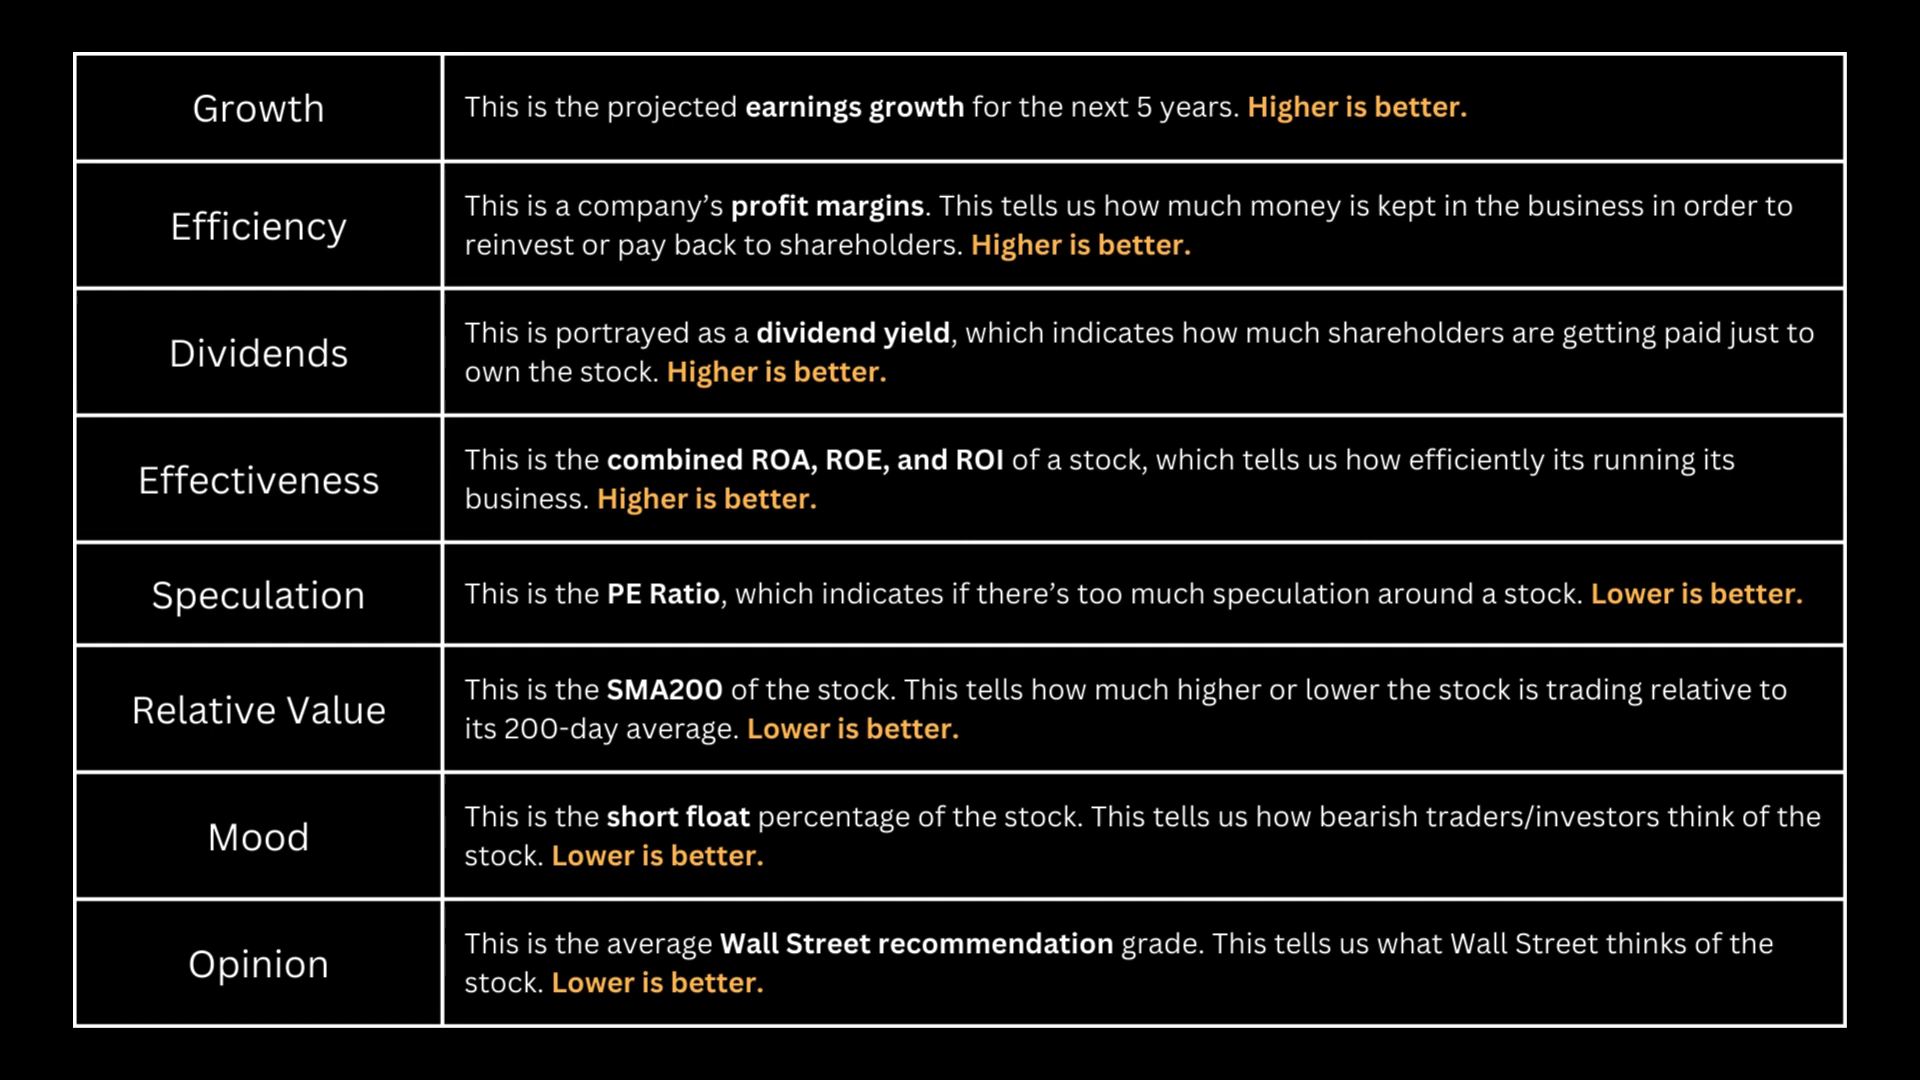 Growth
This is the projected earnings growth for the next 5 years. Higher is better.
Efficiency
This is a company’s profit margins. This tells us how much money is kept in the business in order to
reinvest or pay back to shareholders. Higher is better.
Dividends
This is portrayed as a dividend yield, which indicates how much shareholders are getting paid just to
own the stock. Higher is better.
Effectiveness
This is the combined ROA, ROE, and ROI of a stock, which tells us how efficiently its running its
business. Higher is better.
Speculation
This is the PE Ratio, which indicates if there’s too much speculation around a stock. Lower is better.
Relative Value
This is the SMA200 of the stock. This tells how much higher or lower the stock is trading relative to
its 200-day average. Lower is better.
Mood
This is the short float percentage of the stock. This tells us how bearish traders/investors think of the
stock. Lower is better.
Opinion
This is the average Wall Street recommendation grade. This tells us what Wall Street thinks of the
stock. Lower is better.